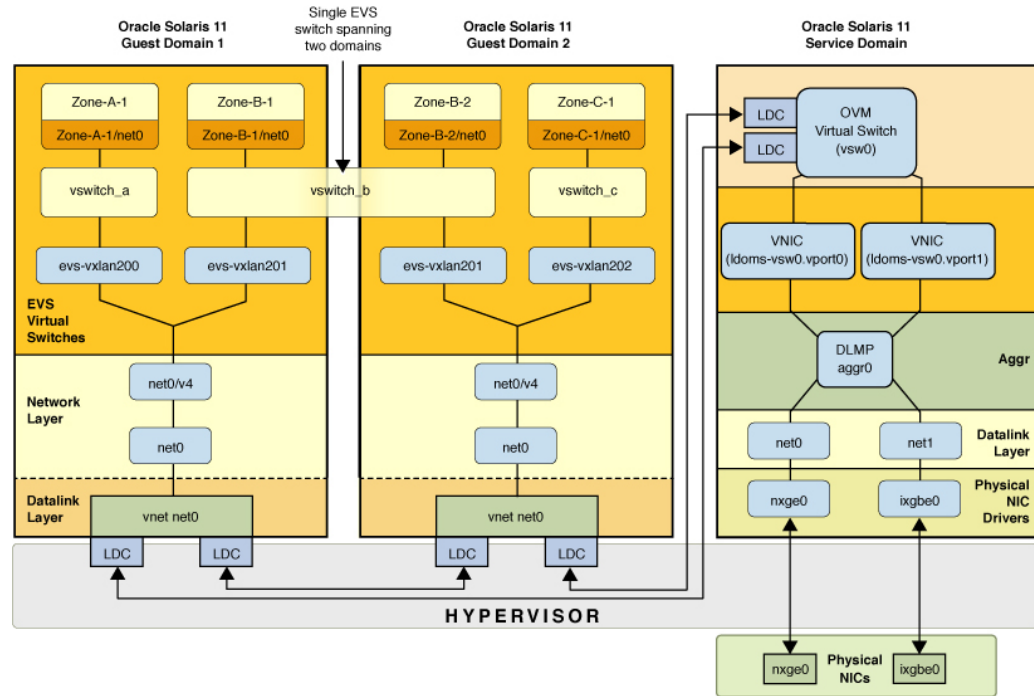 Oracle Solaris 11
Guest Domain 1
Single EVS
switch spanning
two domains
Oracle Solaris 11
Guest Domain 2
Oracle Solaris 11
Service Domain
Zone-A-1
Zone-A-1/net0
Zone-B-1
Zone-B-1/net0
vswitch_a
vswitch_b
evs-vxlan200
evs-vxlan201
EVS
Virtual
Switches
net0/v4
Network
Layer
net0
Datalink
Layer
vnet net0
LDC
LDC
Zone-B-2
Zone-B-2/net0
Zone-C-1
Zone-C-1/net0
vswitch_c
evs-vxlan201
evs-vxlan202
net0/v4
net0
vnet net0
LDC
LDC
LDC
LDC
OVM
Virtual Switch
(vsw0)
VNIC
(ldoms-vsw0.vport0)
VNIC
(ldoms-vsw0.vport1)
DLMP
aggr0
Aggr
net0
net1
Datalink
Layer
nxge0
ixgbe0
Physical
NIC
Drivers
HYPERVISOR
nxge0
Physical
NICs
ixgbe0